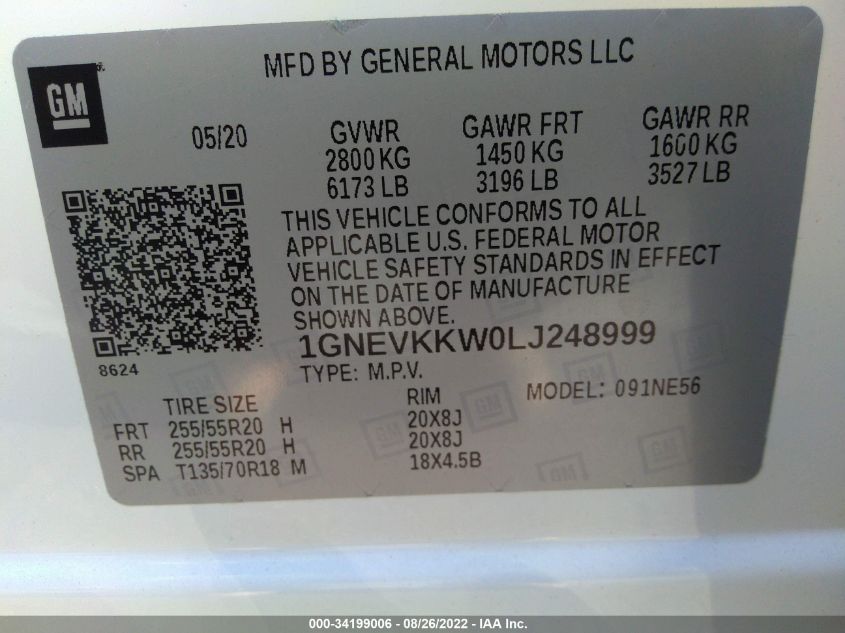 MFD BY GENERAL MOTORS LLC
GM
05/20
GVWR GAWR FRT GAWR RR
2800 KG 1450 KG 1600 KG
6173 LB 3196 LB 3527 LB
THIS VEHICLE CONFORMS TO ALL
APPLICABLE U.S. FEDERAL MOTOR
VEHICLE SAFETY STANDARDS IN EFFECT
ON THE DATE OF MANUFACTURE
SHOWN ABOVE.
1GNEVKKW0LJ248999
8624
TYPE: M.P.V.
MODEL: 091NE56
TIRE SIZE RIM
FRT 255/55R20 H 20X8J
RR 255/55R20 H 20X8J
SPA T135/70R18 M 18X4.5B
000-34199006 - 08/26/2022 - IAA Inc.